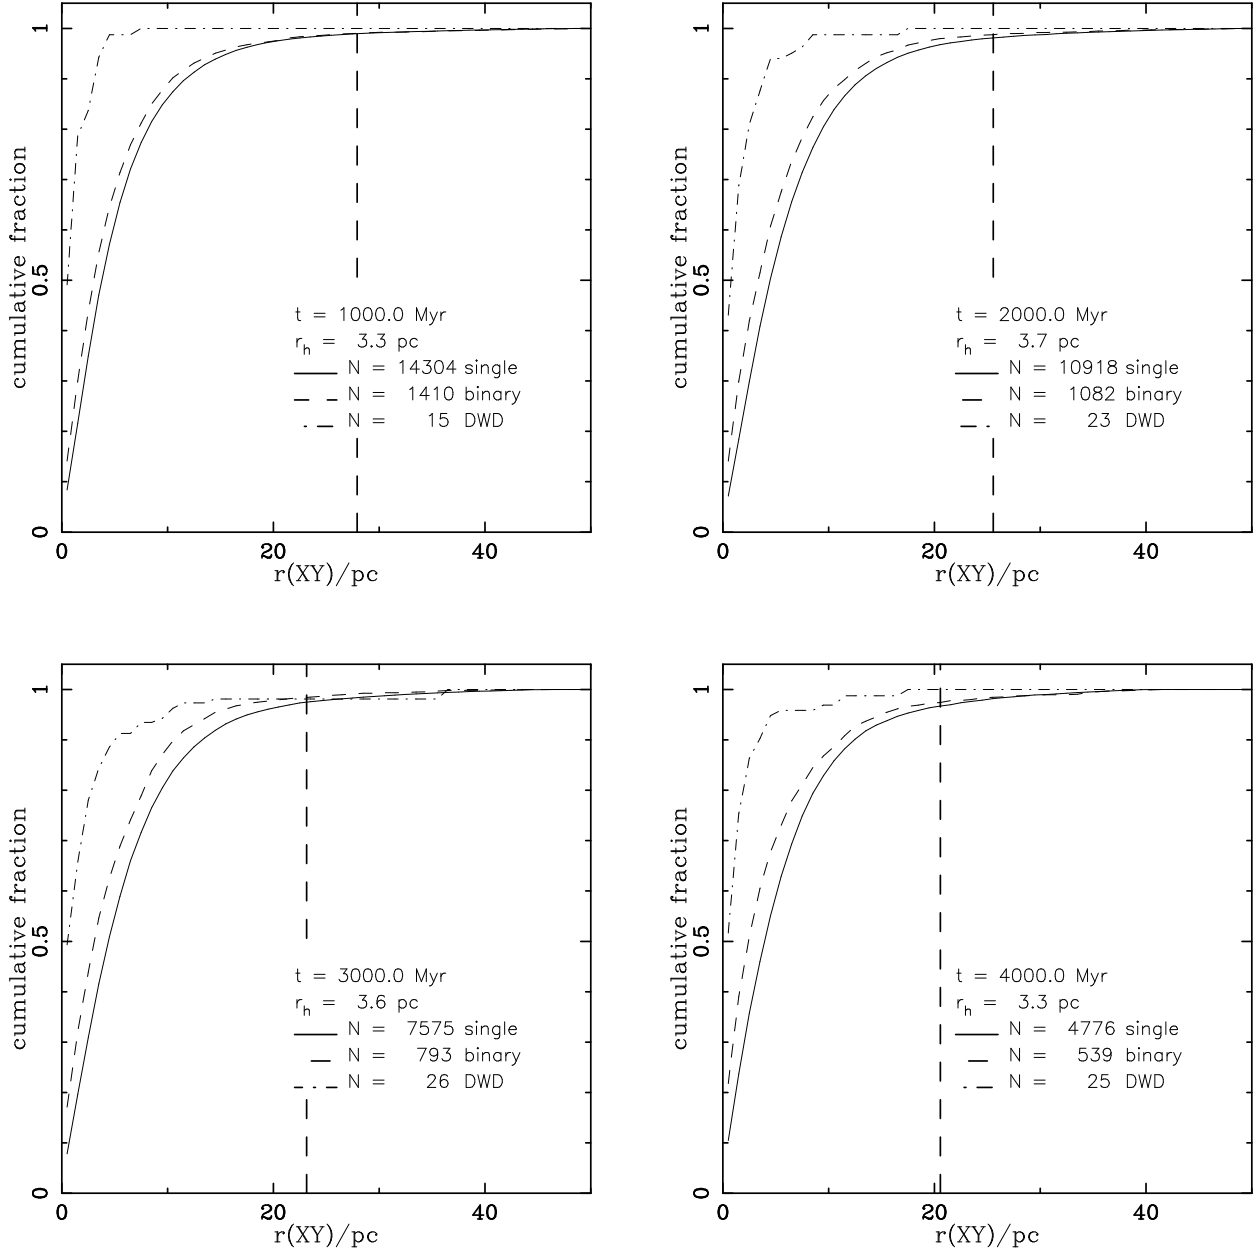 cumulative fraction
1
0.5
0
t = 1000.0 Myr
r_h = 3.3 pc
N = 14304 single
N = 1410 binary
N = 15 DWD
0 20 40
r(XY)/pc
cumulative fraction
1
0.5
0
t = 2000.0 Myr
r_h = 3.7 pc
N = 10918 single
N = 1082 binary
N = 23 DWD
0 20 40
r(XY)/pc
cumulative fraction
1
0.5
0
t = 3000.0 Myr
r_h = 3.6 pc
N = 7575 single
N = 793 binary
N = 26 DWD
0 20 40
r(XY)/pc
cumulative fraction
1
0.5
0
t = 4000.0 Myr
r_h = 3.3 pc
N = 4776 single
N = 539 binary
N = 25 DWD
0 20 40
r(XY)/pc